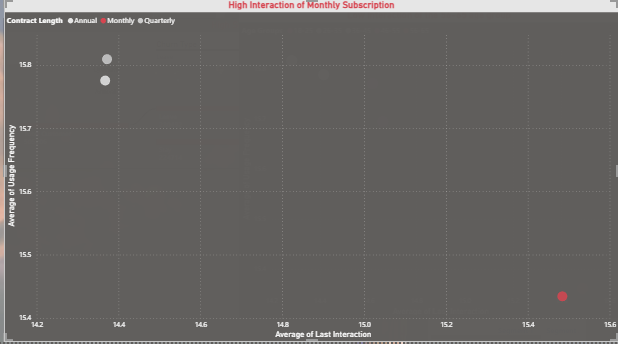 High Interaction of Monthly Subscription
Contract Length Annual Monthly Quarterly
Average of Usage Frequency
15.8
15.7
15.6
15.5
15.4
14.2 14.4 14.6 14.8 15.0 15.2 15.4 15.6
Average of Last Interaction